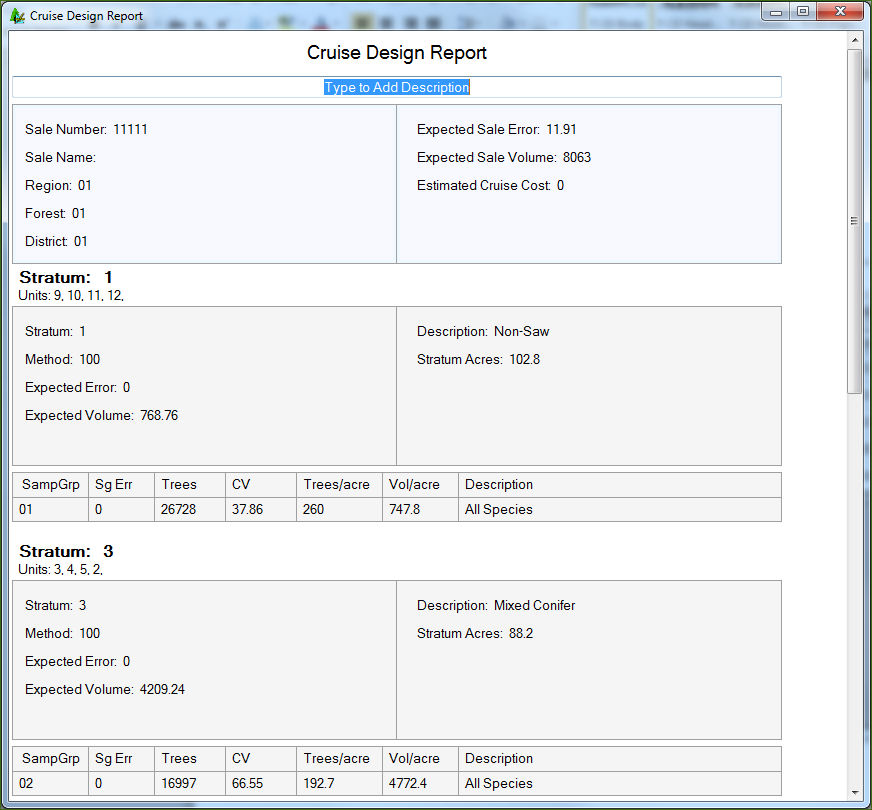 Cruise Design Report
Cruise Design Report
Type to Add Description
Sale Number: 11111
Sale Name:
Region: 01
Forest: 01
District: 01
Expected Sale Error: 11.91
Expected Sale Volume: 8063
Estimated Cruise Cost: 0
Stratum: 1
Units: 9, 10, 11, 12,
Stratum: 1
Method: 100
Expected Error: 0
Expected Volume: 768.76
Description: Non-Saw
Stratum Acres: 102.8
SampGrp Sg Err Trees CV Trees/acre Vol/acre Description
01 0 26728 37.86 260 747.8 All Species
Stratum: 3
Units: 3, 4, 5, 2,
Stratum: 3
Method: 100
Expected Error: 0
Expected Volume: 4209.24
Description: Mixed Conifer
Stratum Acres: 88.2
SampGrp Sg Err Trees CV Trees/acre Vol/acre Description
02 0 16997 66.55 192.7 4772.4 All Species